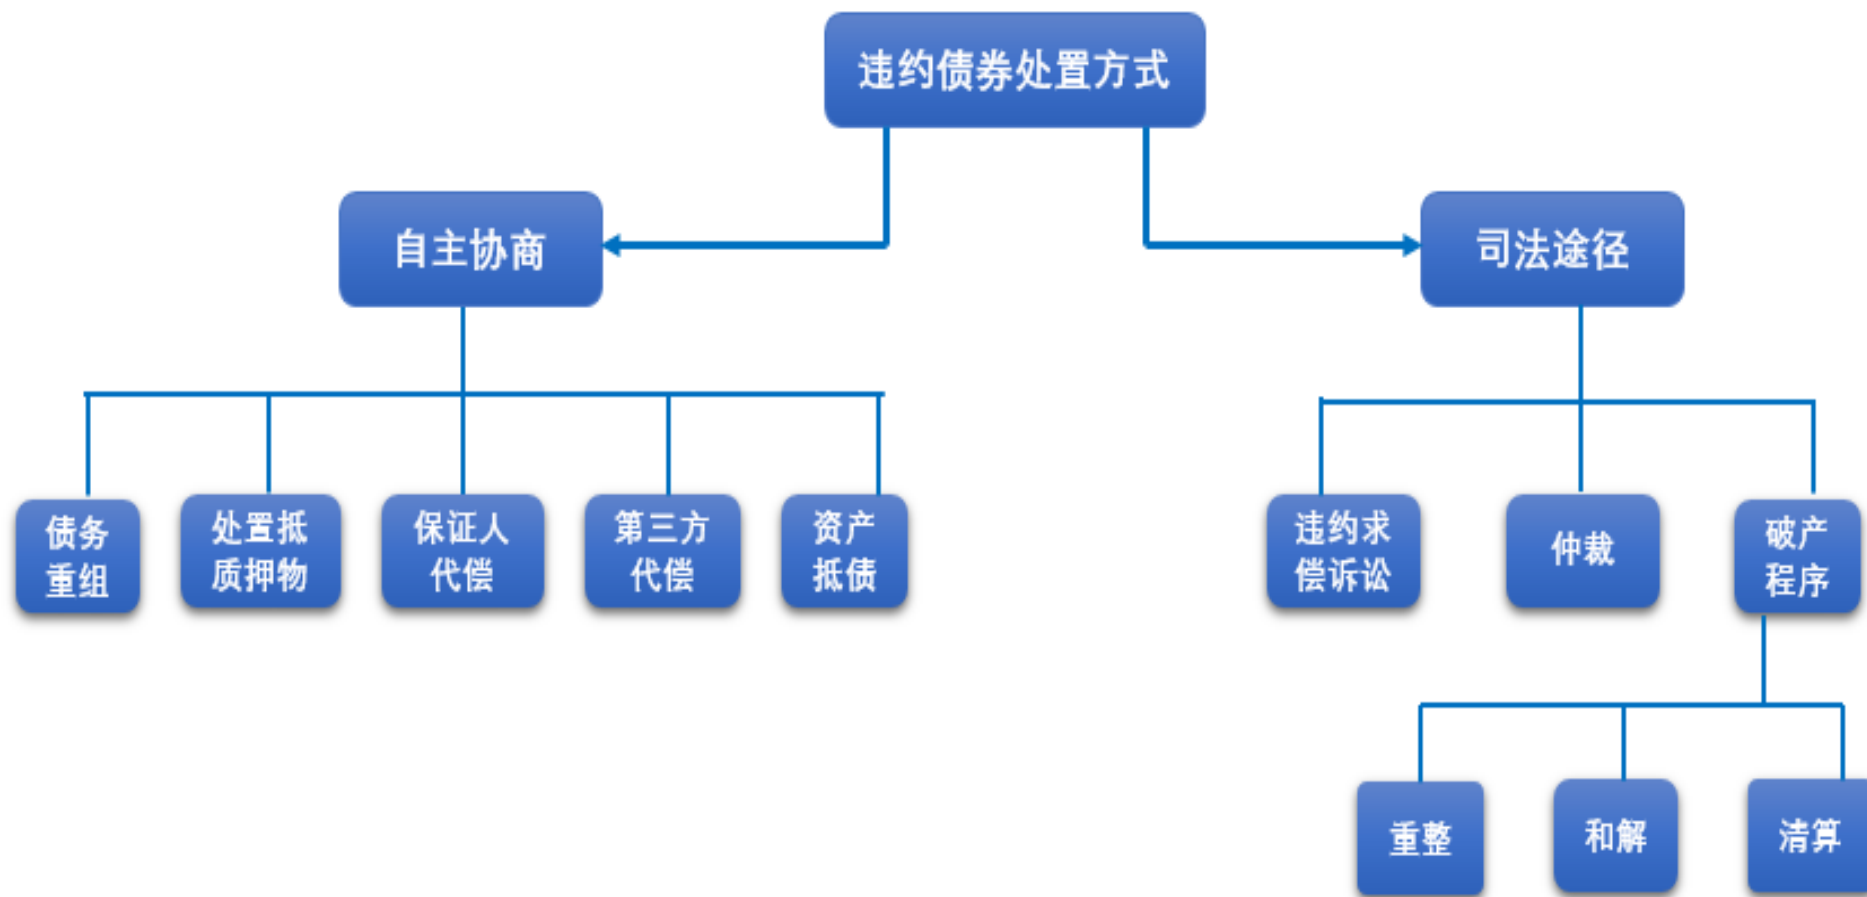 违约债券处置方式
自主协商
司法途径
债务
重组
处置抵
质押物
保证人
代偿
第三方
代偿
资产
抵债
违约求
偿诉讼
仲裁
破产
程序
重整
和解
清算